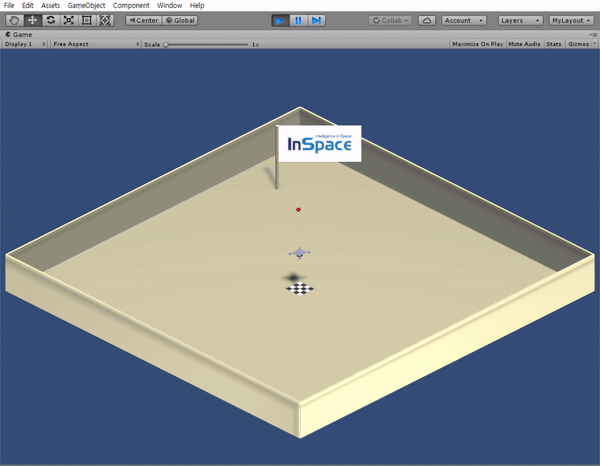 File Edit Assets GameObject Component Window Help
Center Global Collab Account Layers MyLayout
Game
Display 1 Free Aspect Scale 1x Maximize On Play Mute Audio Stats Gizmos
Intelligence in Space
InSpace